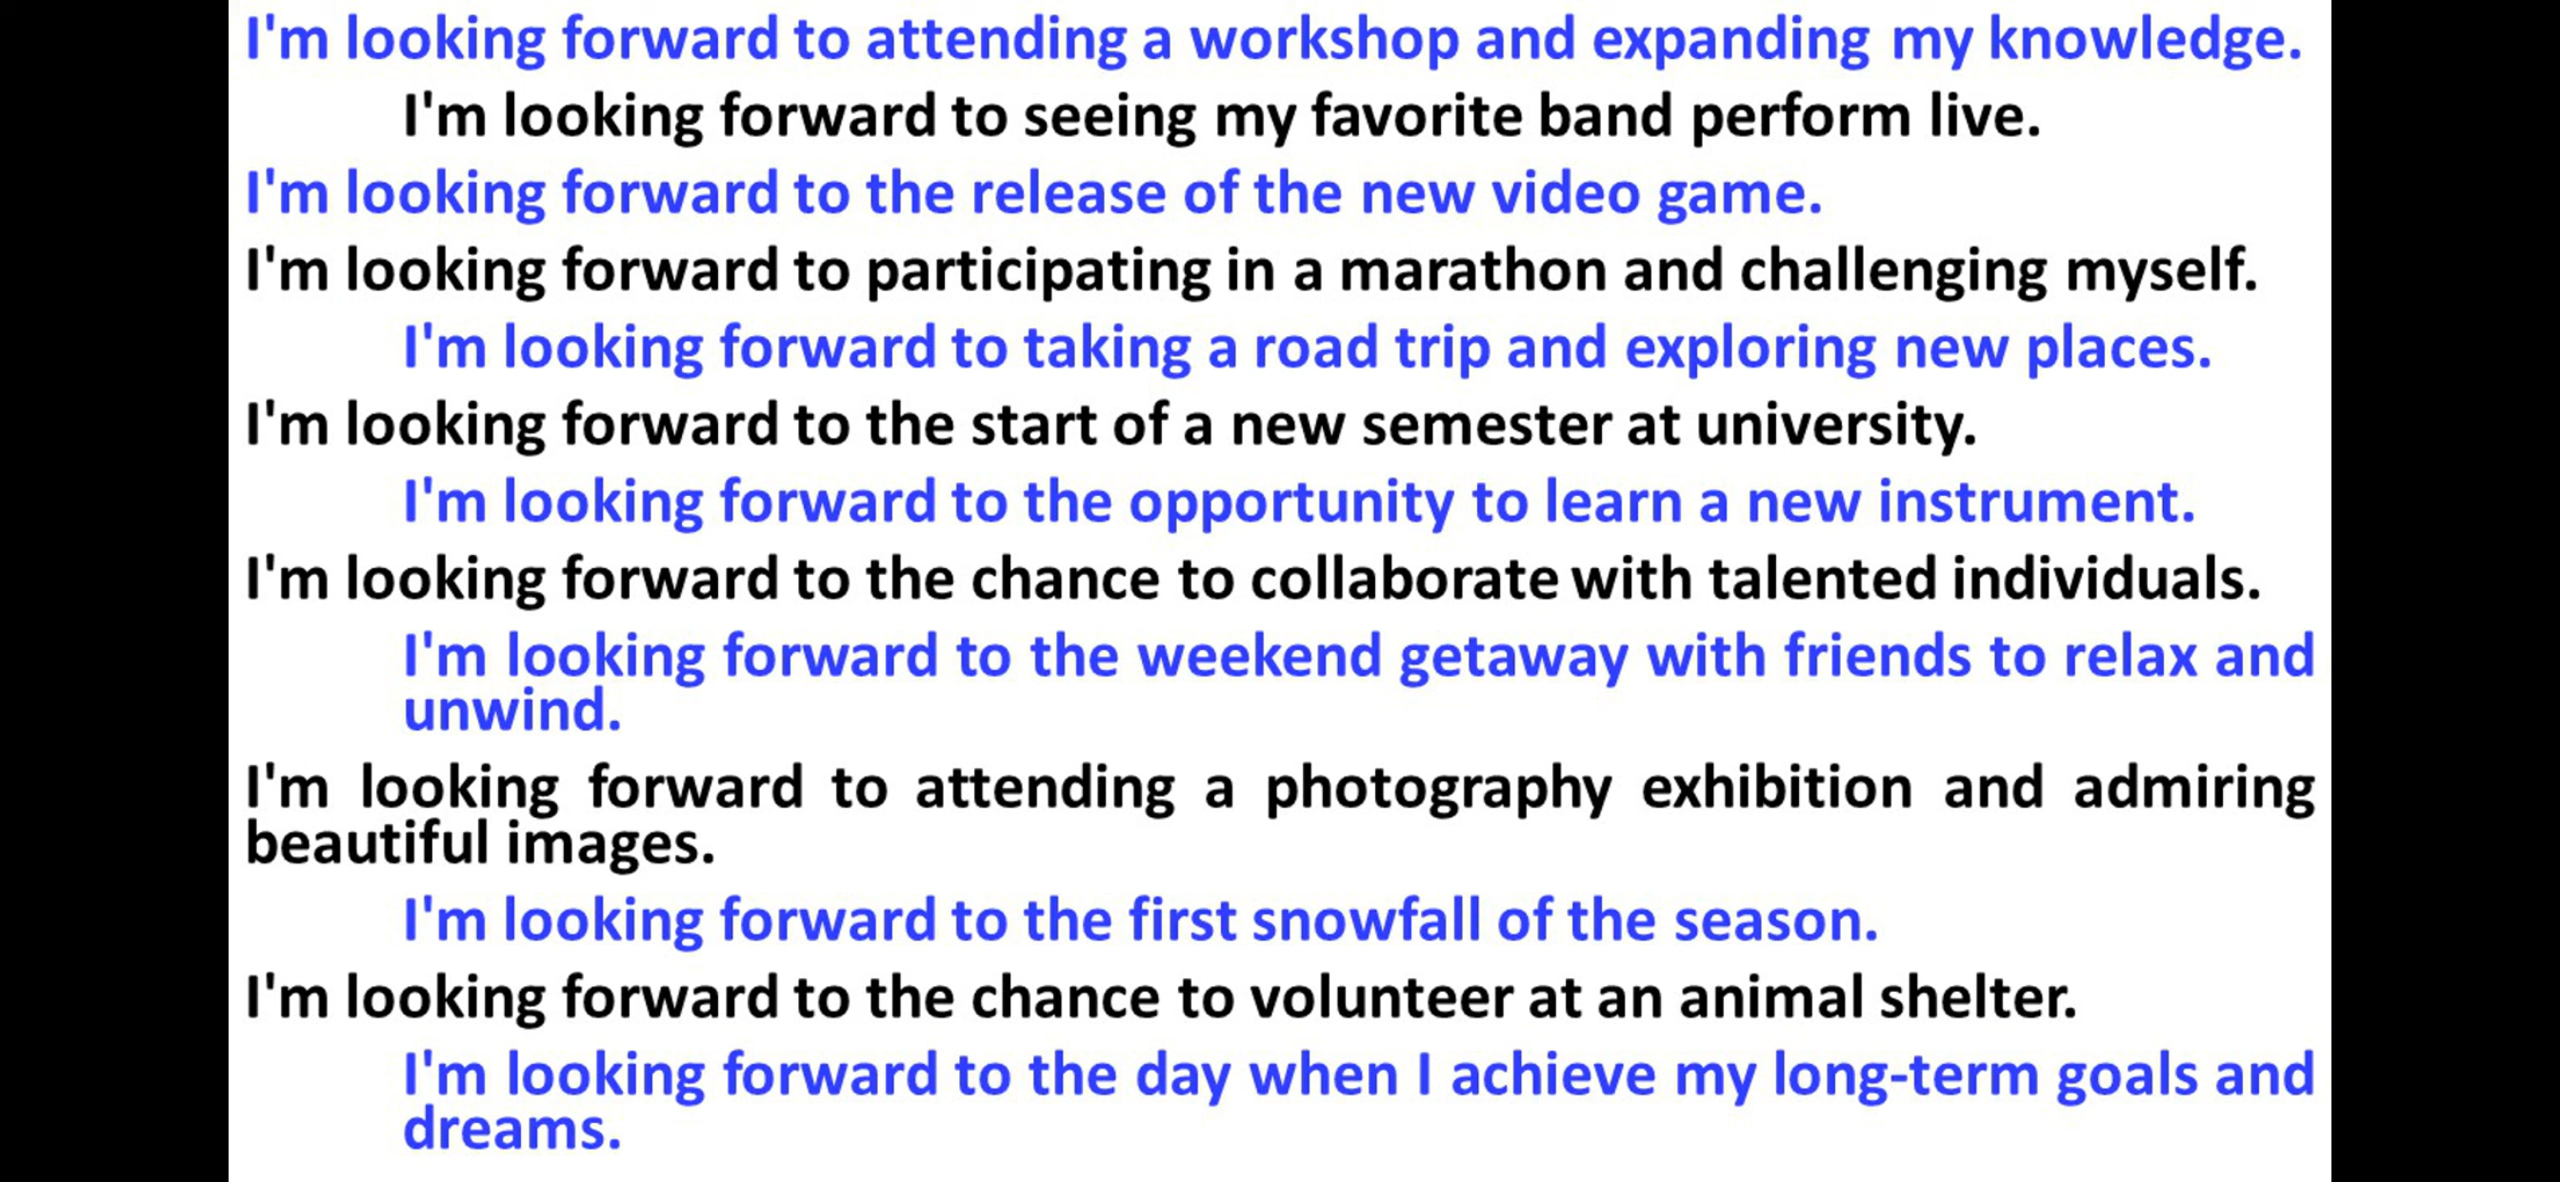 I'm looking forward to attending a workshop and expanding my knowledge.
I'm looking forward to seeing my favorite band perform live.
I'm looking forward to the release of the new video game.
I'm looking forward to participating in a marathon and challenging myself.
I'm looking forward to taking a road trip and exploring new places.
I'm looking forward to the start of a new semester at university.
I'm looking forward to the opportunity to learn a new instrument.
I'm looking forward to the chance to collaborate with talented individuals.
I'm looking forward to the weekend getaway with friends to relax and
unwind.
I'm looking forward to attending a photography exhibition and admiring
beautiful images.
I'm looking forward to the first snowfall of the season.
I'm looking forward to the chance to volunteer at an animal shelter.
I'm looking forward to the day when I achieve my long-term goals and
dreams.